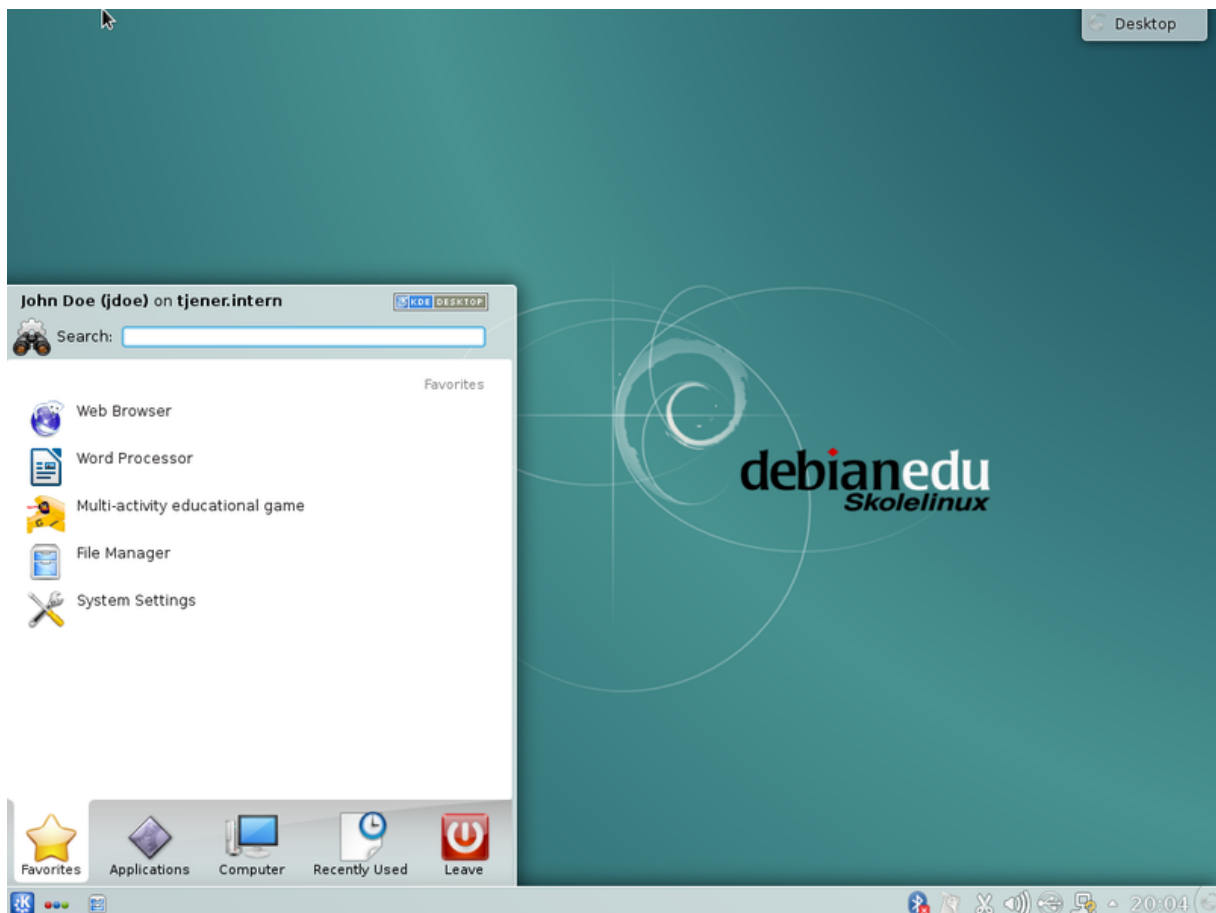 Desktop
John Doe (jdoe) on tjener.intern
KDE DESKTOP
Search:
Favorites
Web Browser
Word Processor
Multi-activity educational game
File Manager
System Settings
debianedu
Skolelinux
Favorites
Applications
Computer
Recently Used
Leave
20:04